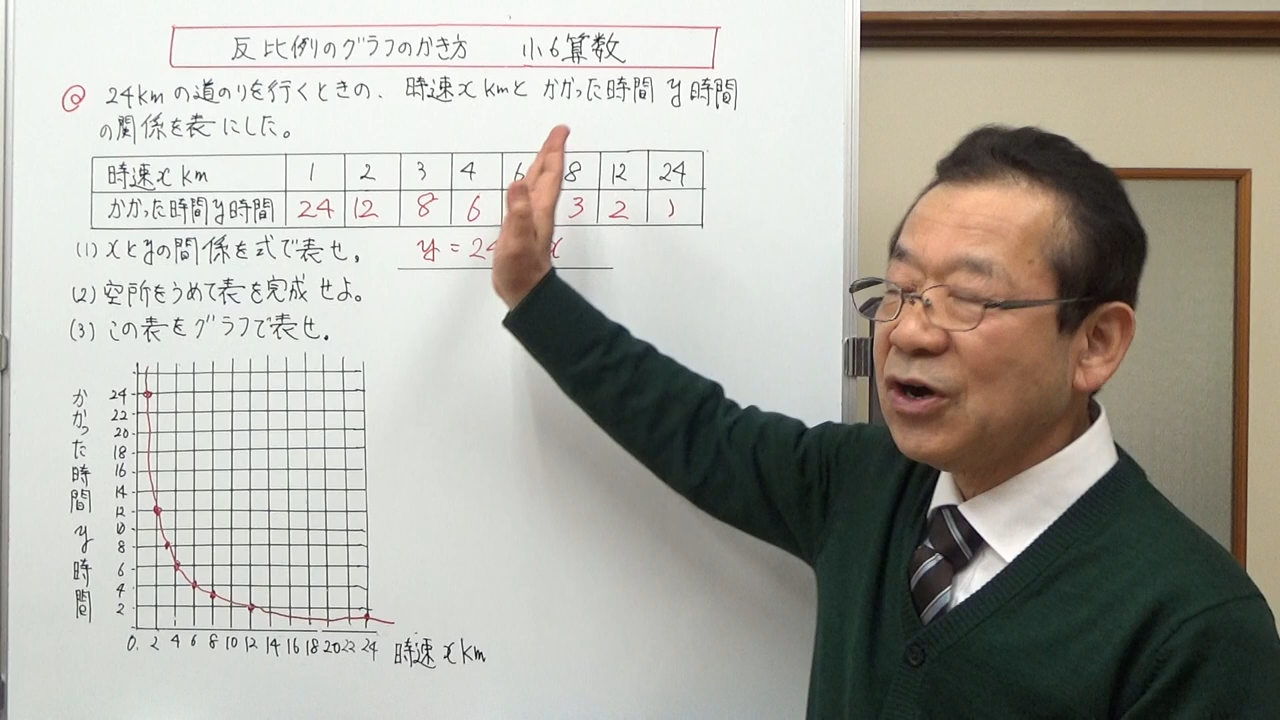 反比例のグラフのかき方 小6算数
◎ 24kmの道のりを行くときの、時速x kmと かかった時間 y時間
の関係を表にした。
時速x km 1 2 3 4 6 8 12 24
かかった時間y時間 24 12 8 6 3 2 1
(1) xとyの関係を式で表せ。 y = 24 x
(2) 空所をうめて表を完成せよ。
(3) この表をグラフで表せ。
かかった時間 y時間
24
22
20
18
16
14
12
10
8
6
4
2
0 2 4 6 8 10 12 14 16 18 20 22 24 時速x km